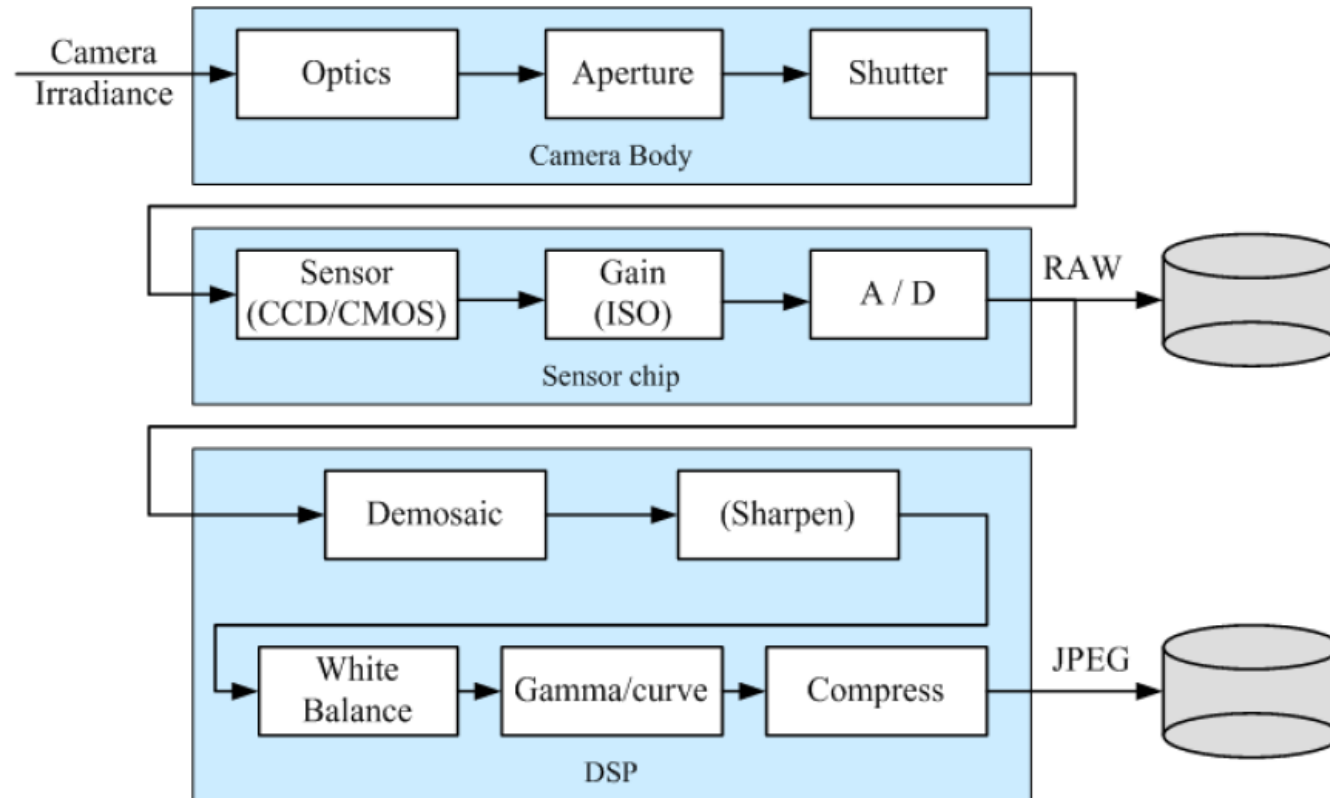 Camera
Irradiance
Optics
Aperture
Shutter
Camera Body
Sensor
(CCD/CMOS)
Gain
(ISO)
A / D
RAW
Sensor chip
Demosaic
(Sharpen)
White
Balance
Gamma/curve
Compress
JPEG
DSP